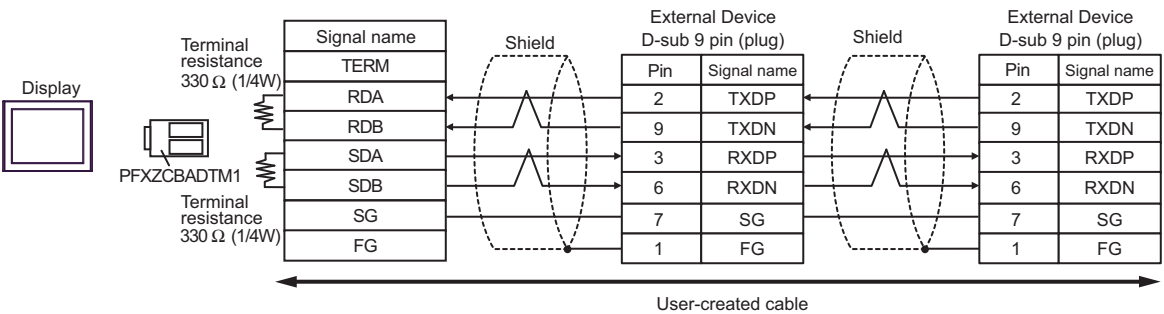 Display
PFXZCBADTM1
Terminal
resistance
330 Ω (1/4W)
Terminal
resistance
330 Ω (1/4W)
Signal name
TERM
RDA
RDB
SDA
SDB
SG
FG
Shield
External Device
D-sub 9 pin (plug)
Pin Signal name
2 TXDP
9 TXDN
3 RXDP
6 RXDN
7 SG
1 FG
Shield
External Device
D-sub 9 pin (plug)
Pin Signal name
2 TXDP
9 TXDN
3 RXDP
6 RXDN
7 SG
1 FG
User-created cable